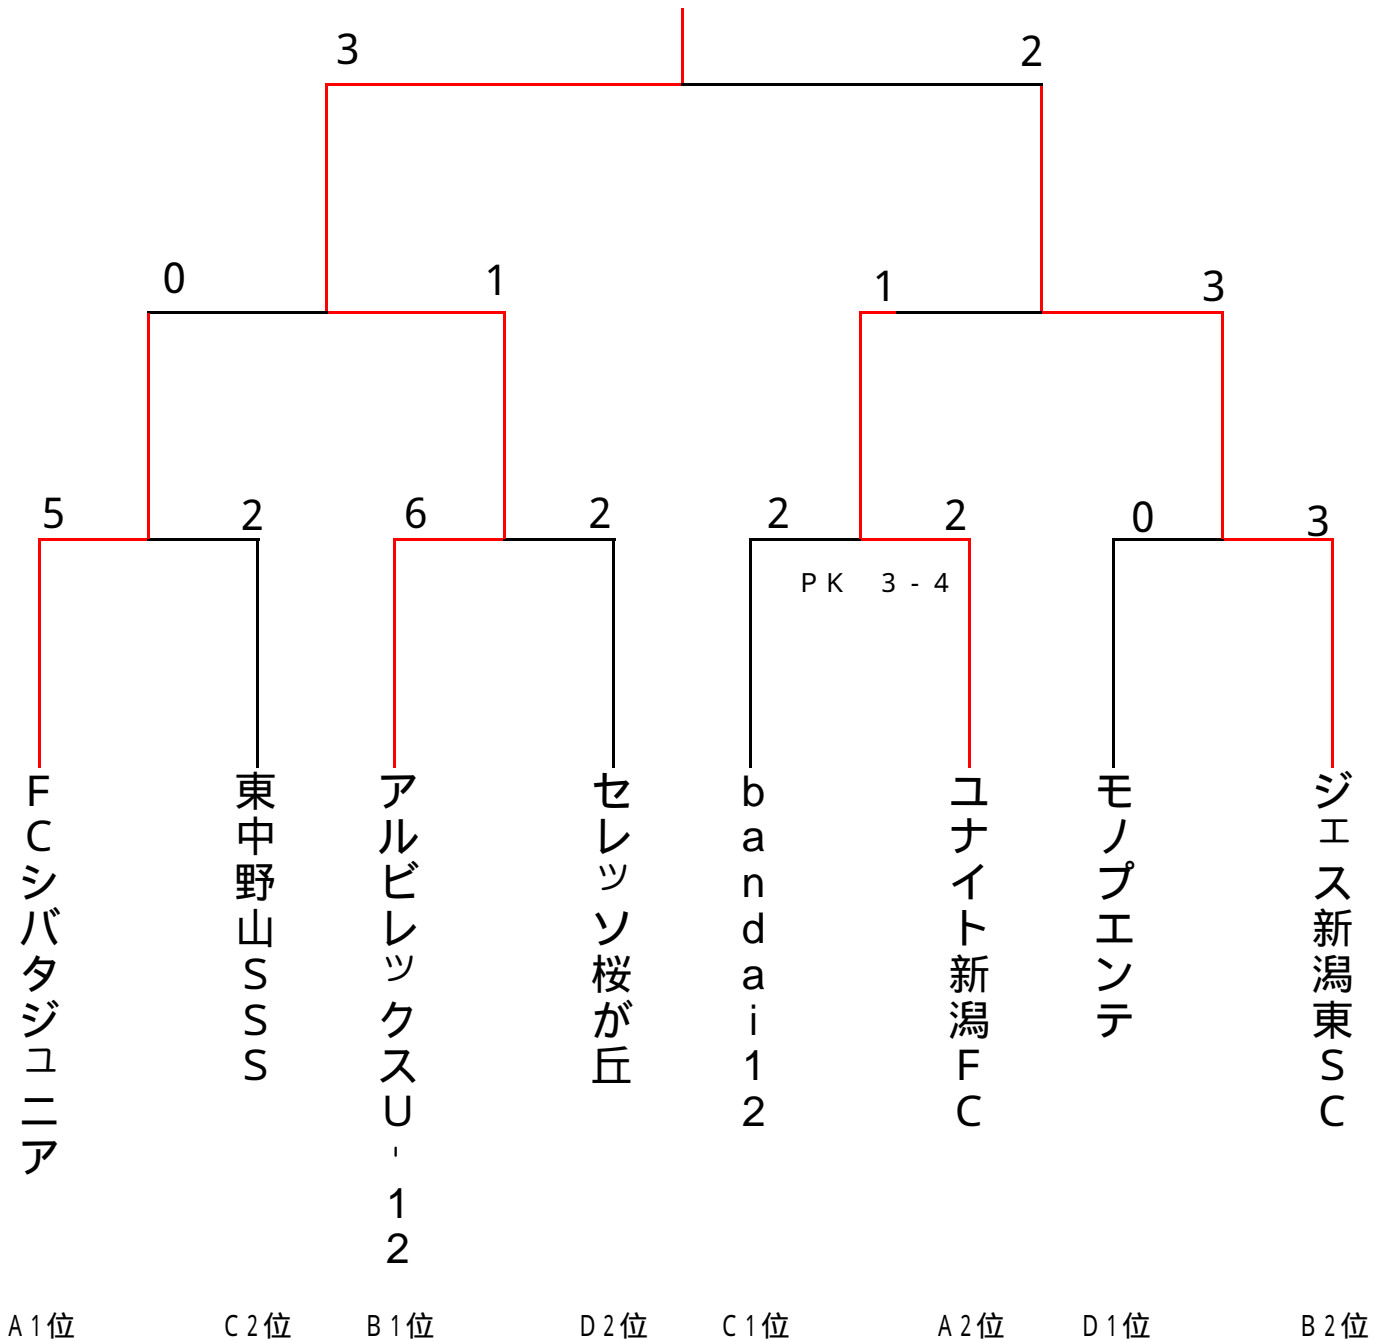 3
2
0
1
1
3
5
2
6
2
2
2
0
3
PK 3-4
FCシバタジュニア
東中野山SSS
アルビレックスU-12
セレッソ桜が丘
bandai12
ユナイト新潟FC
モノプエンテ
ジェス新潟東SC
A1位
C2位
B1位
D2位
C1位
A2位
D1位
B2位